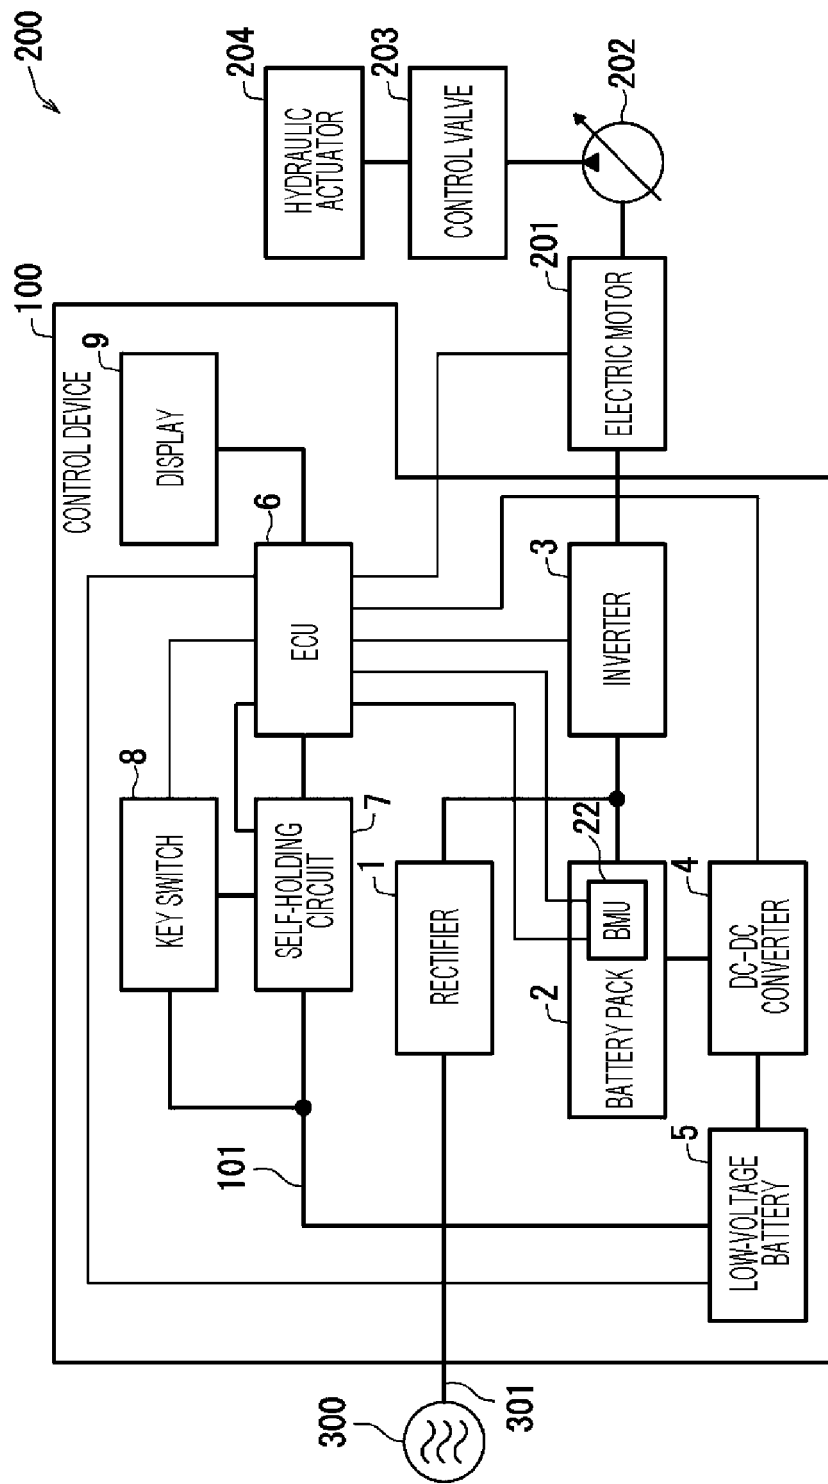 200
100
CONTROL DEVICE
9
DISPLAY
204
HYDRAULIC
ACTUATOR
203
CONTROL VALVE
202
201
ELECTRIC MOTOR
8
KEY SWITCH
6
ECU
7
SELF-HOLDING
CIRCUIT
101
1
RECTIFIER
3
INVERTER
22
BMU
2
BATTERY PACK
4
DC-DC
CONVERTER
5
LOW-VOLTAGE
BATTERY
300
301